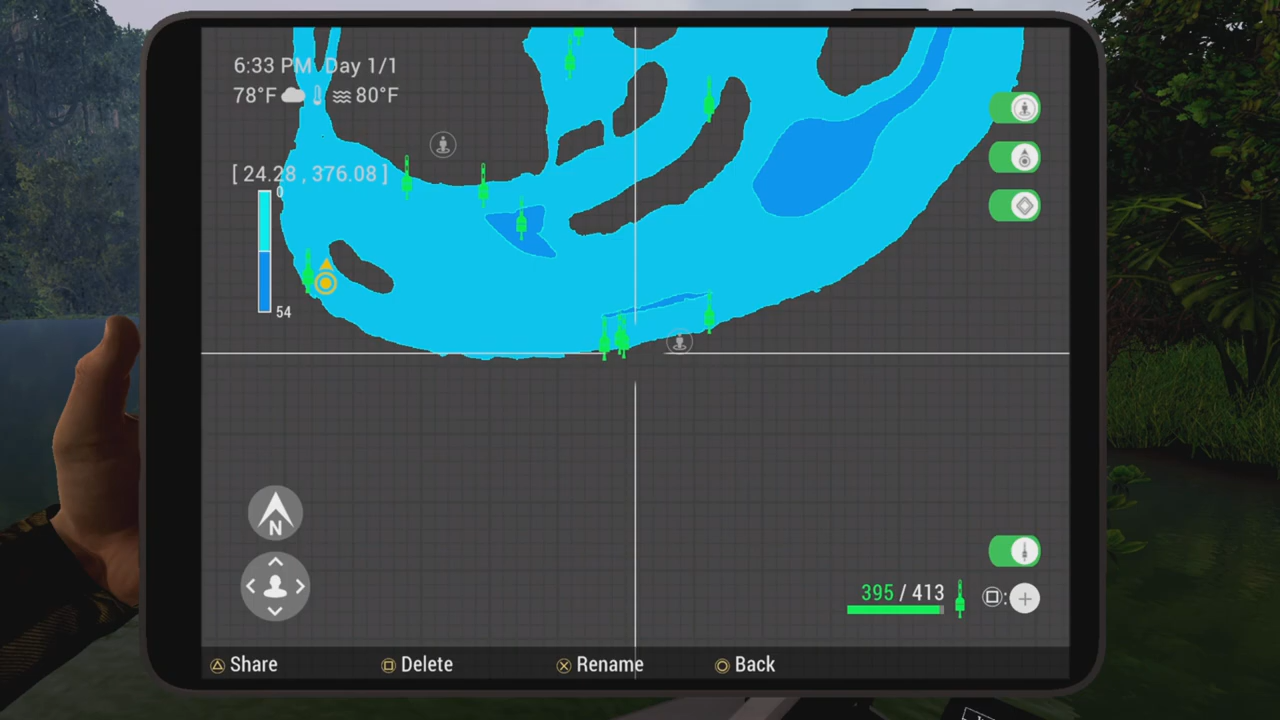 6:33 PM Day 1/1
78°F 80°F
[ 24.28 , 376.08 ]
0
54
N
395 / 413
Share Delete Rename Back